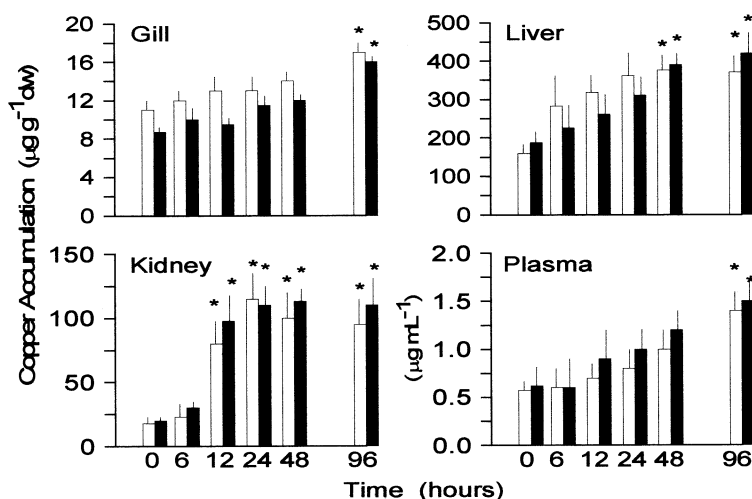 Copper Accumulation (µg g⁻¹dw)
Gill
20
16
12
8
4
0
* *
Liver
500
400
300
200
100
0
* * * *
Kidney
150
100
50
0
* * * * * * * *
0 6 12 24 48 96
Plasma
(µg mL⁻¹)
2.0
1.5
1.0
0.5
0.0
* *
0 6 12 24 48 96
Time (hours)